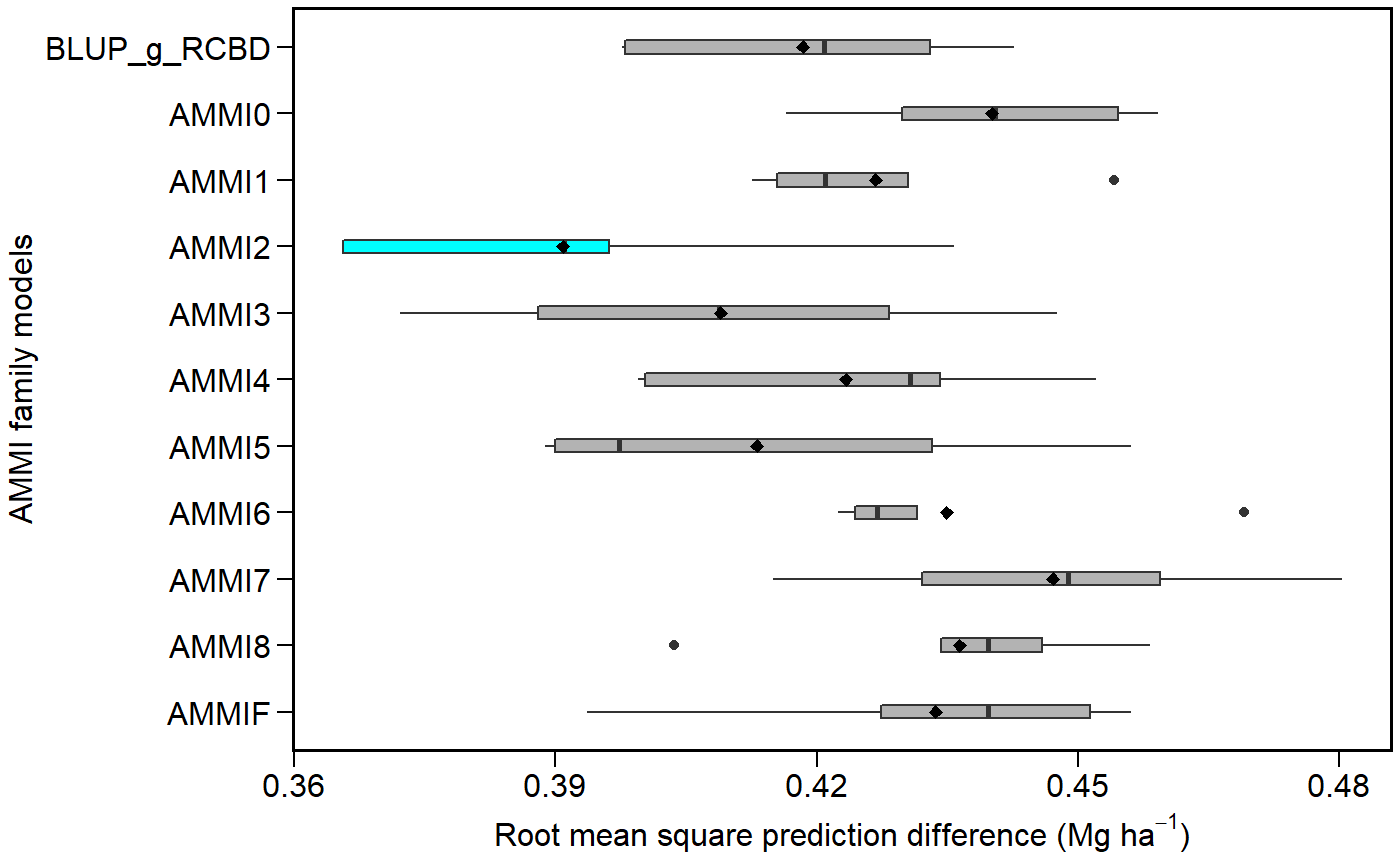 BLUP_g_RCBD
AMMI0
AMMI1
AMMI2
AMMI3
AMMI4
AMMI5
AMMI6
AMMI7
AMMI8
AMMIF
AMMI family models
0.36 0.39 0.42 0.45 0.48
Root mean square prediction difference (Mg ha⁻¹)